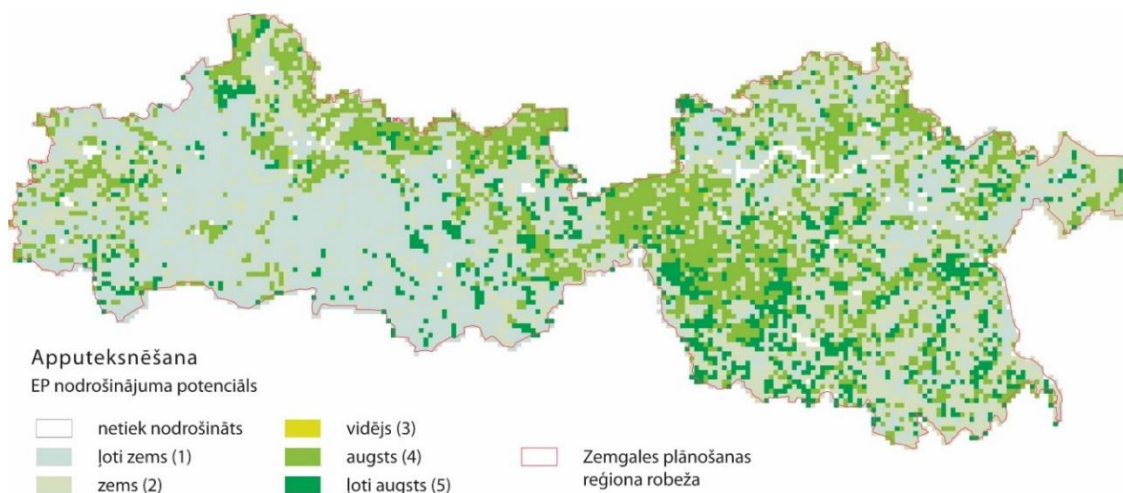 Apputeksnēšana
EP nodrošinājuma potenciāls
netiek nodrošināts
ļoti zems (1)
zems (2)
vidējs (3)
augsts (4)
ļoti augsts (5)
Zemgales plānošanas
reģiona robeža